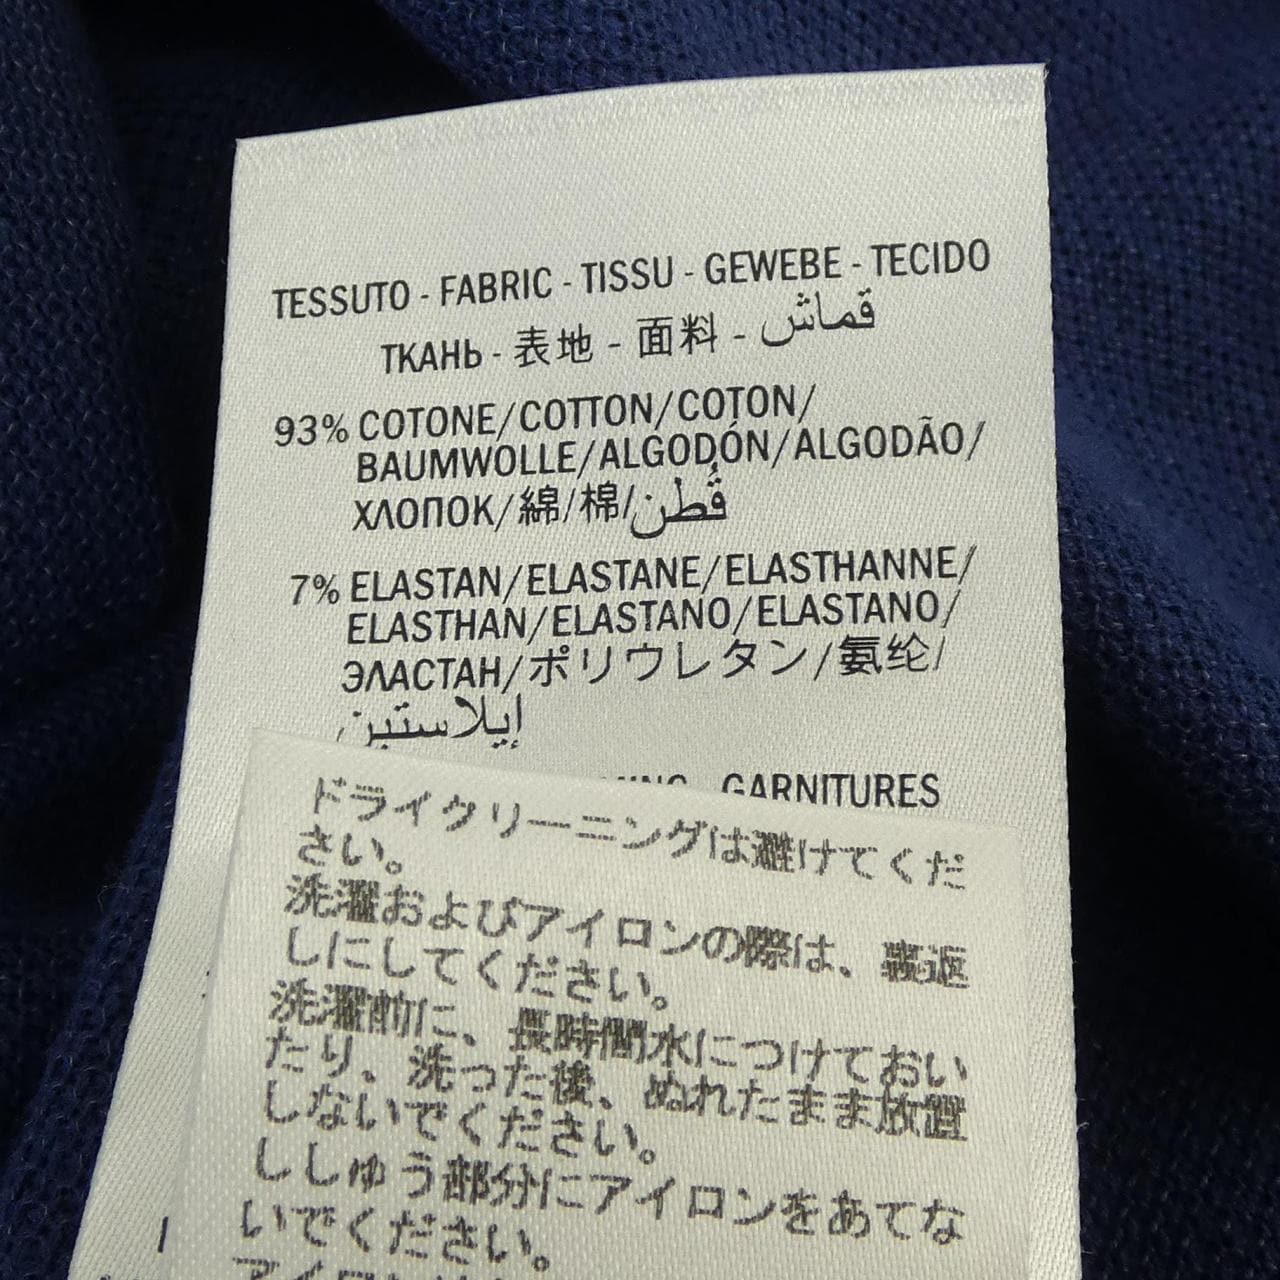 TESSUTO - FABRIC - TISSU - GEWEBE - TECIDO
ТКАНЬ - 表地 - 面料 - قماش
93% COTONE/COTTON/COTON/
BAUMWOLLE/ALGODÓN/ALGODÃO/
ХЛОПОК/綿/棉/قُطن
7% ELASTAN/ELASTANE/ELASTHANNE/
ELASTHAN/ELASTANO/ELASTANO/
ЭЛАСТАН/ポリウレタン/氨纶/
إيلاستين
- GARNITURES
ドライクリーニングは避けてくだ
さい。
洗濯およびアイロンの際は、裏返
しにしてください。
洗濯前に、長時間水につけておい
たり、洗った後、ぬれたまま放置
しないでください。
ししゅう部分にアイロンをあてな
いでください。